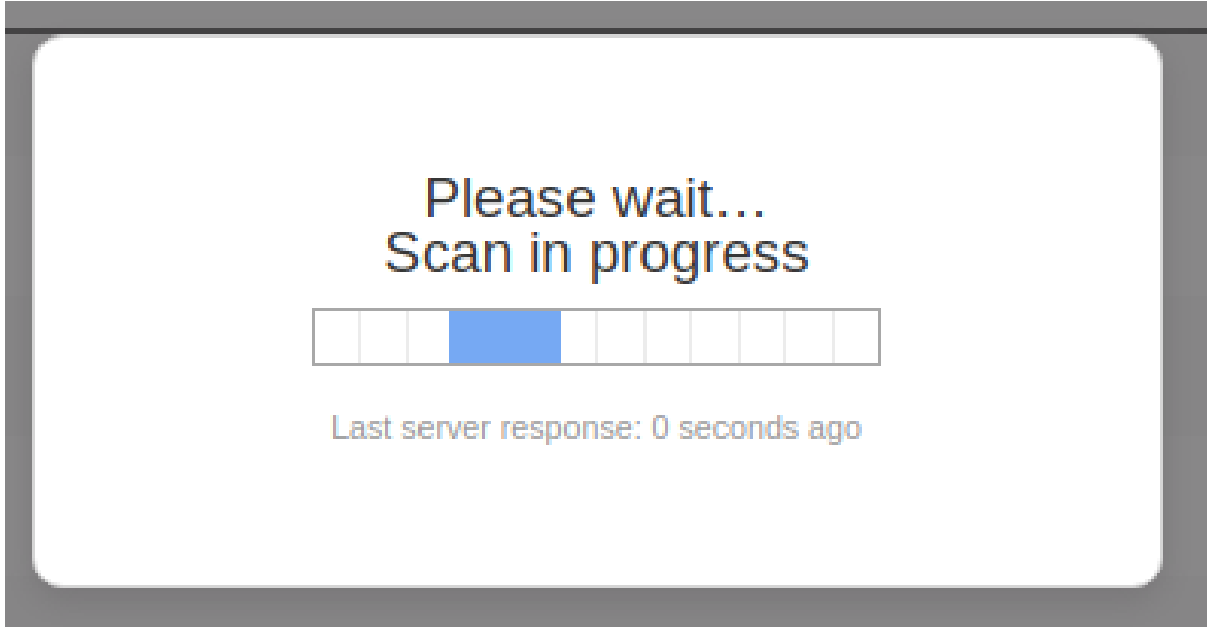 Please wait…
Scan in progress
Last server response: 0 seconds ago